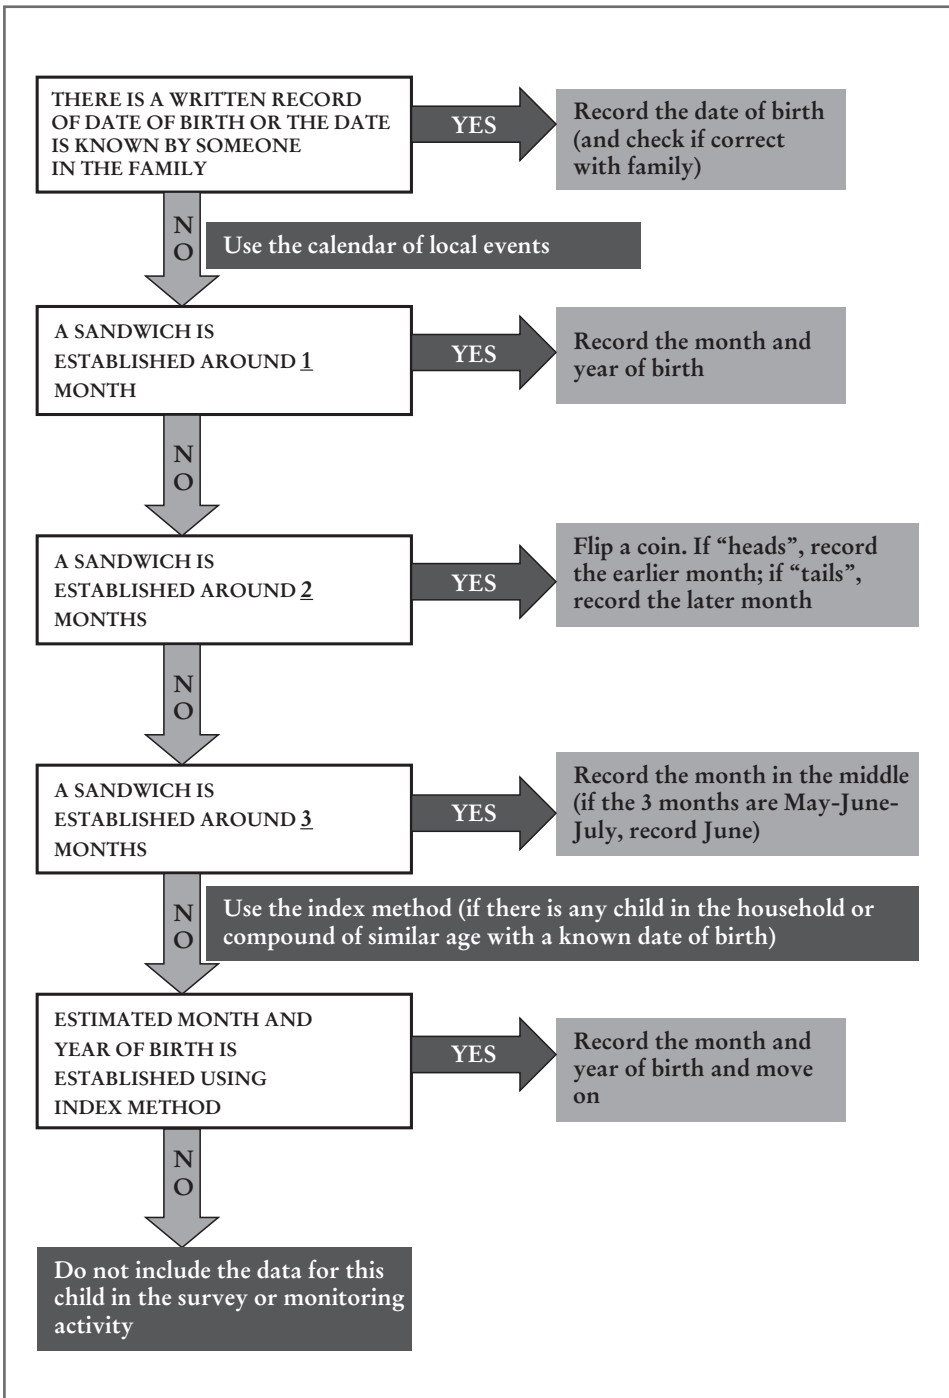 THERE IS A WRITTEN RECORD
OF DATE OF BIRTH OR THE DATE
IS KNOWN BY SOMEONE
IN THE FAMILY
YES
Record the date of birth
(and check if correct
with family)
N
O
Use the calendar of local events
A SANDWICH IS
ESTABLISHED AROUND 1
MONTH
YES
Record the month and
year of birth
N
O
A SANDWICH IS
ESTABLISHED AROUND 2
MONTHS
YES
Flip a coin. If “heads”, record
the earlier month; if “tails”,
record the later month
N
O
A SANDWICH IS
ESTABLISHED AROUND 3
MONTHS
YES
Record the month in the middle
(if the 3 months are May-June-
July, record June)
N
O
Use the index method (if there is any child in the household or
compound of similar age with a known date of birth)
ESTIMATED MONTH AND
YEAR OF BIRTH IS
ESTABLISHED USING
INDEX METHOD
YES
Record the month and
year of birth and move
on
N
O
Do not include the data for this
child in the survey or monitoring
activity